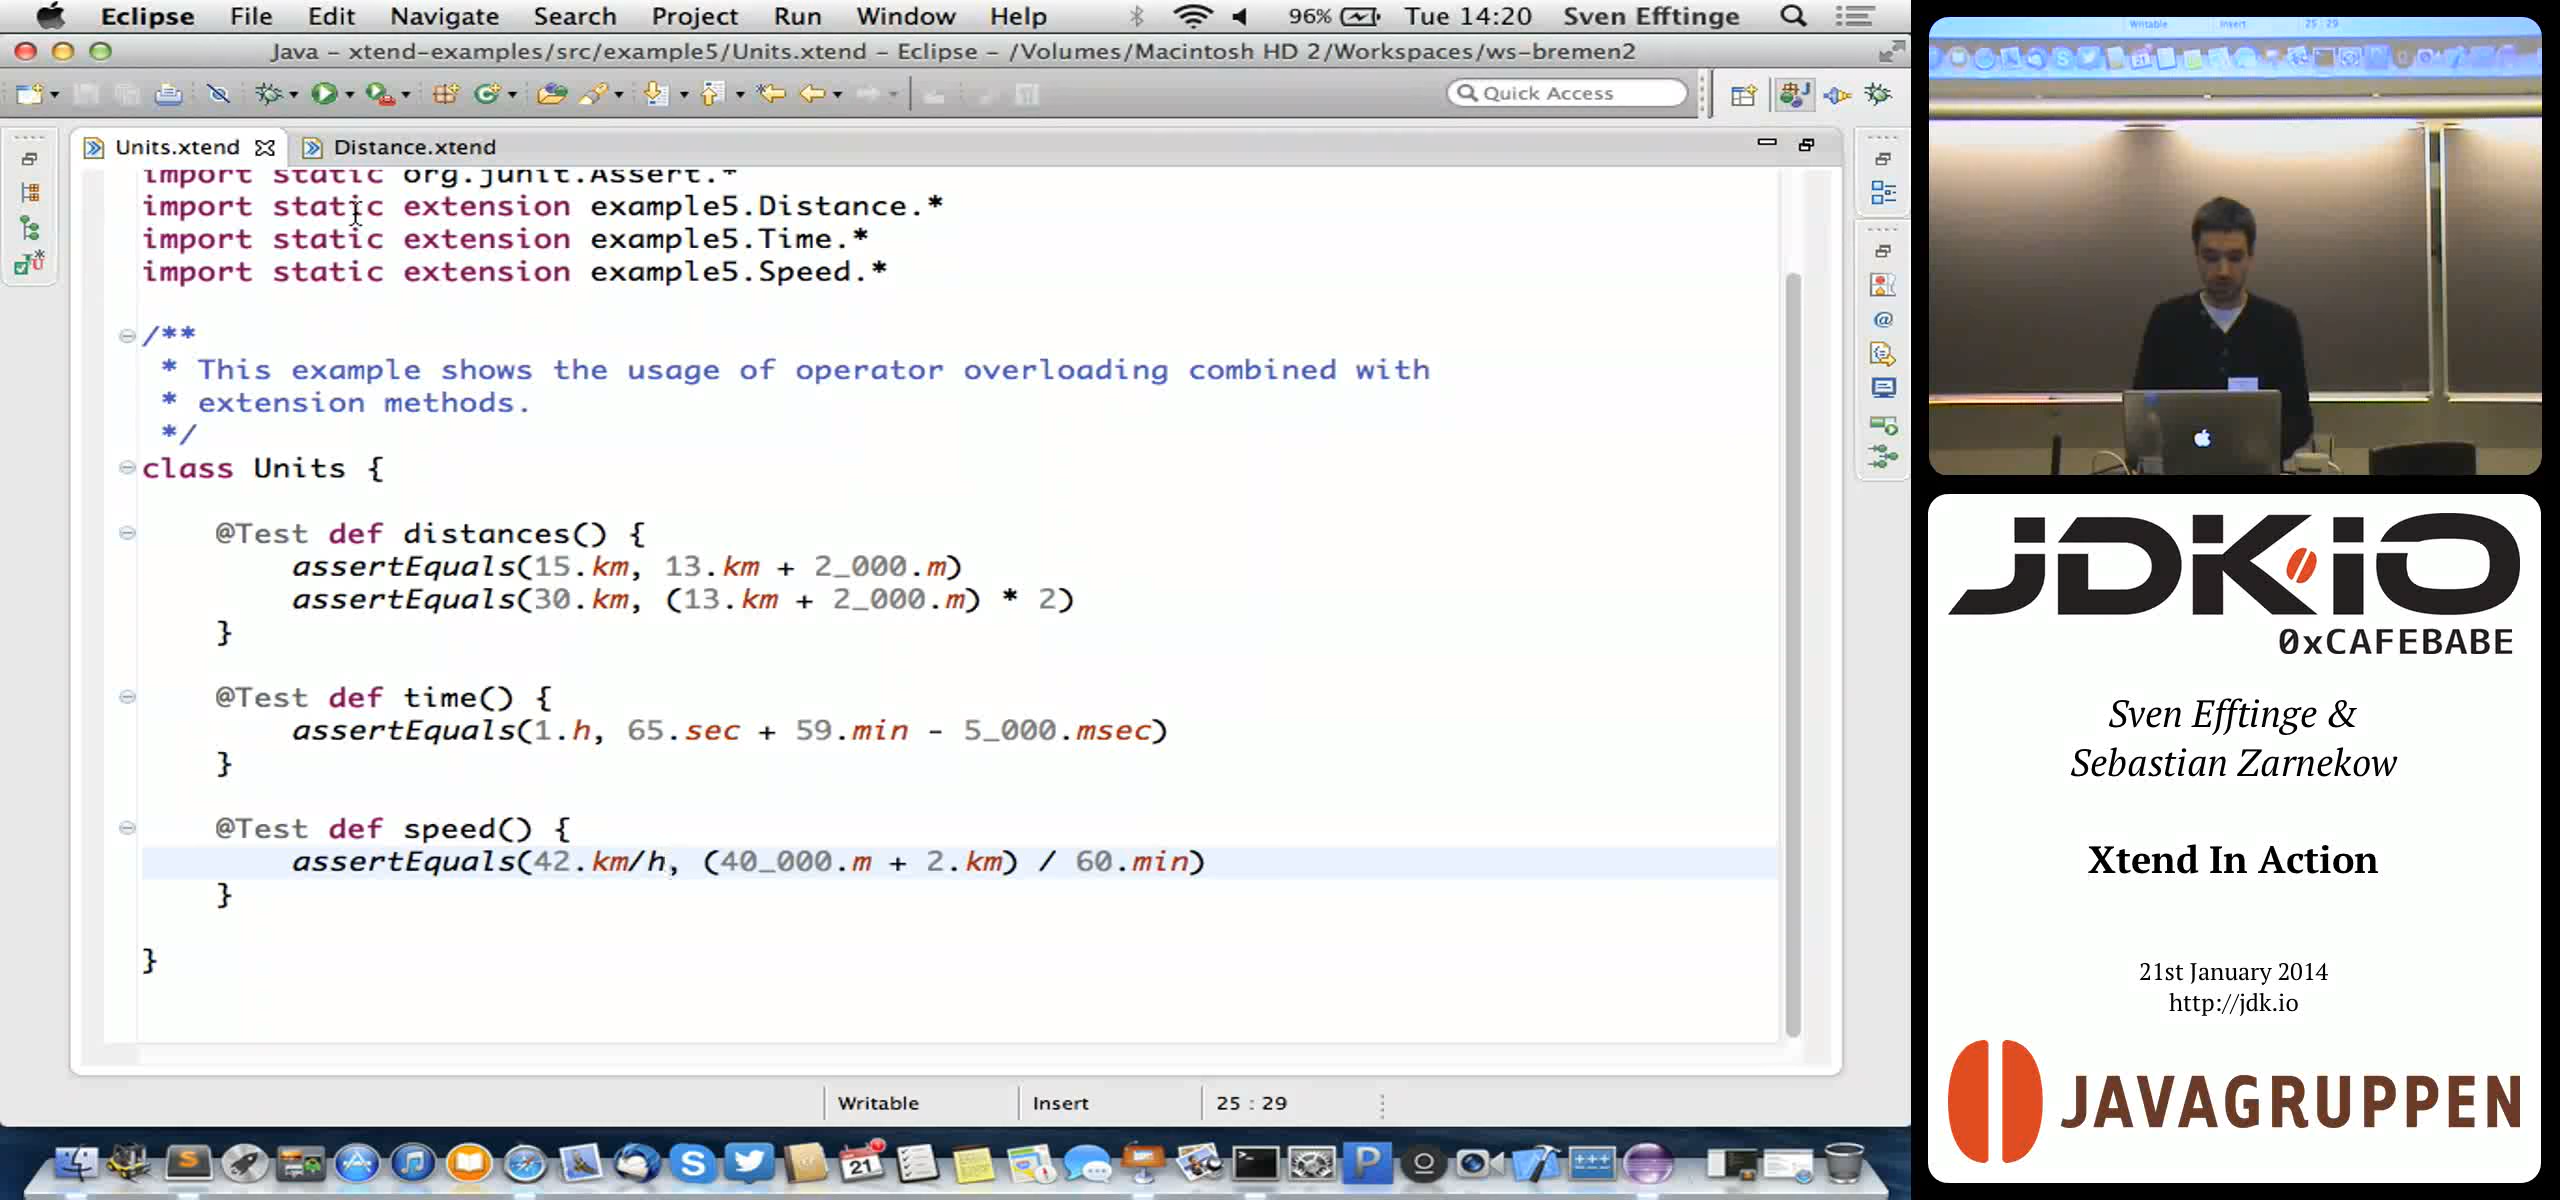 Eclipse File Edit Navigate Search Project Run Window Help 96% Tue 14:20 Sven Efftinge
Java – xtend-examples/src/example5/Units.xtend – Eclipse – /Volumes/Macintosh HD 2/Workspaces/ws-bremen2
Quick Access
Units.xtend Distance.xtend
import static org.junit.Assert.*
import static extension example5.Distance.*
import static extension example5.Time.*
import static extension example5.Speed.*
/**
* This example shows the usage of operator overloading combined with
* extension methods.
*/
class Units {
@Test def distances() {
assertEquals(15.km, 13.km + 2_000.m)
assertEquals(30.km, (13.km + 2_000.m) * 2)
}
@Test def time() {
assertEquals(1.h, 65.sec + 59.min - 5_000.msec)
}
@Test def speed() {
assertEquals(42.km/h, (40_000.m + 2.km) / 60.min)
}
}
Writable Insert 25 : 29
21
Writable Insert 25 : 29
JDK.IO
0xCAFEBABE
Sven Efftinge &
Sebastian Zarnekow
Xtend In Action
21st January 2014
http://jdk.io
JAVAGRUPPEN